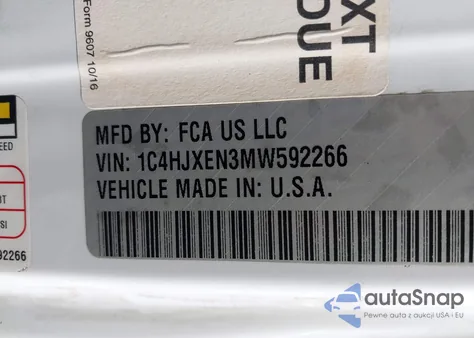 Form 9607 10/16
XT
DUE
MFD BY: FCA US LLC
VIN: 1C4HJXEN3MW592266
VEHICLE MADE IN: U.S.A.
IT
SI
92266
autoSnap
Pewne auta z aukcji USA i EU